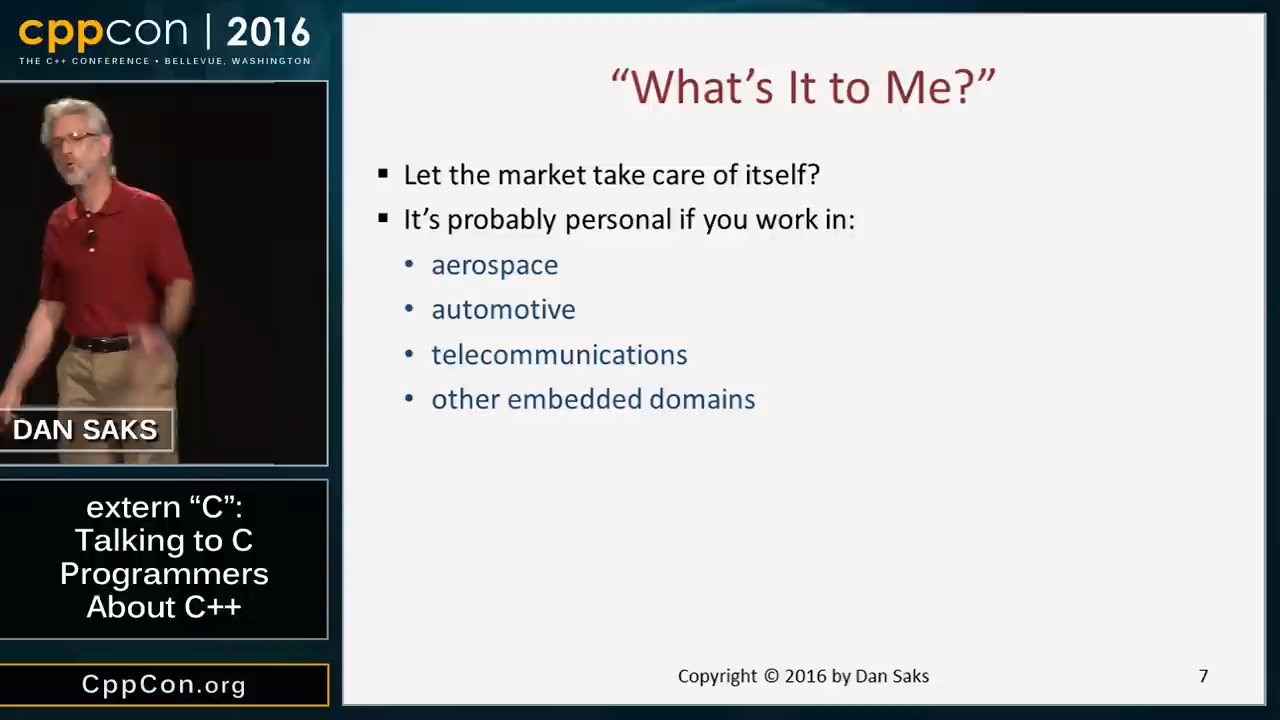 cppcon | 2016
THE C++ CONFERENCE • BELLEVUE, WASHINGTON
DAN SAKS
extern “C”:
Talking to C
Programmers
About C++
CppCon.org
“What’s It to Me?”
▪ Let the market take care of itself?
▪ It’s probably personal if you work in:
• aerospace
• automotive
• telecommunications
• other embedded domains
Copyright © 2016 by Dan Saks
7